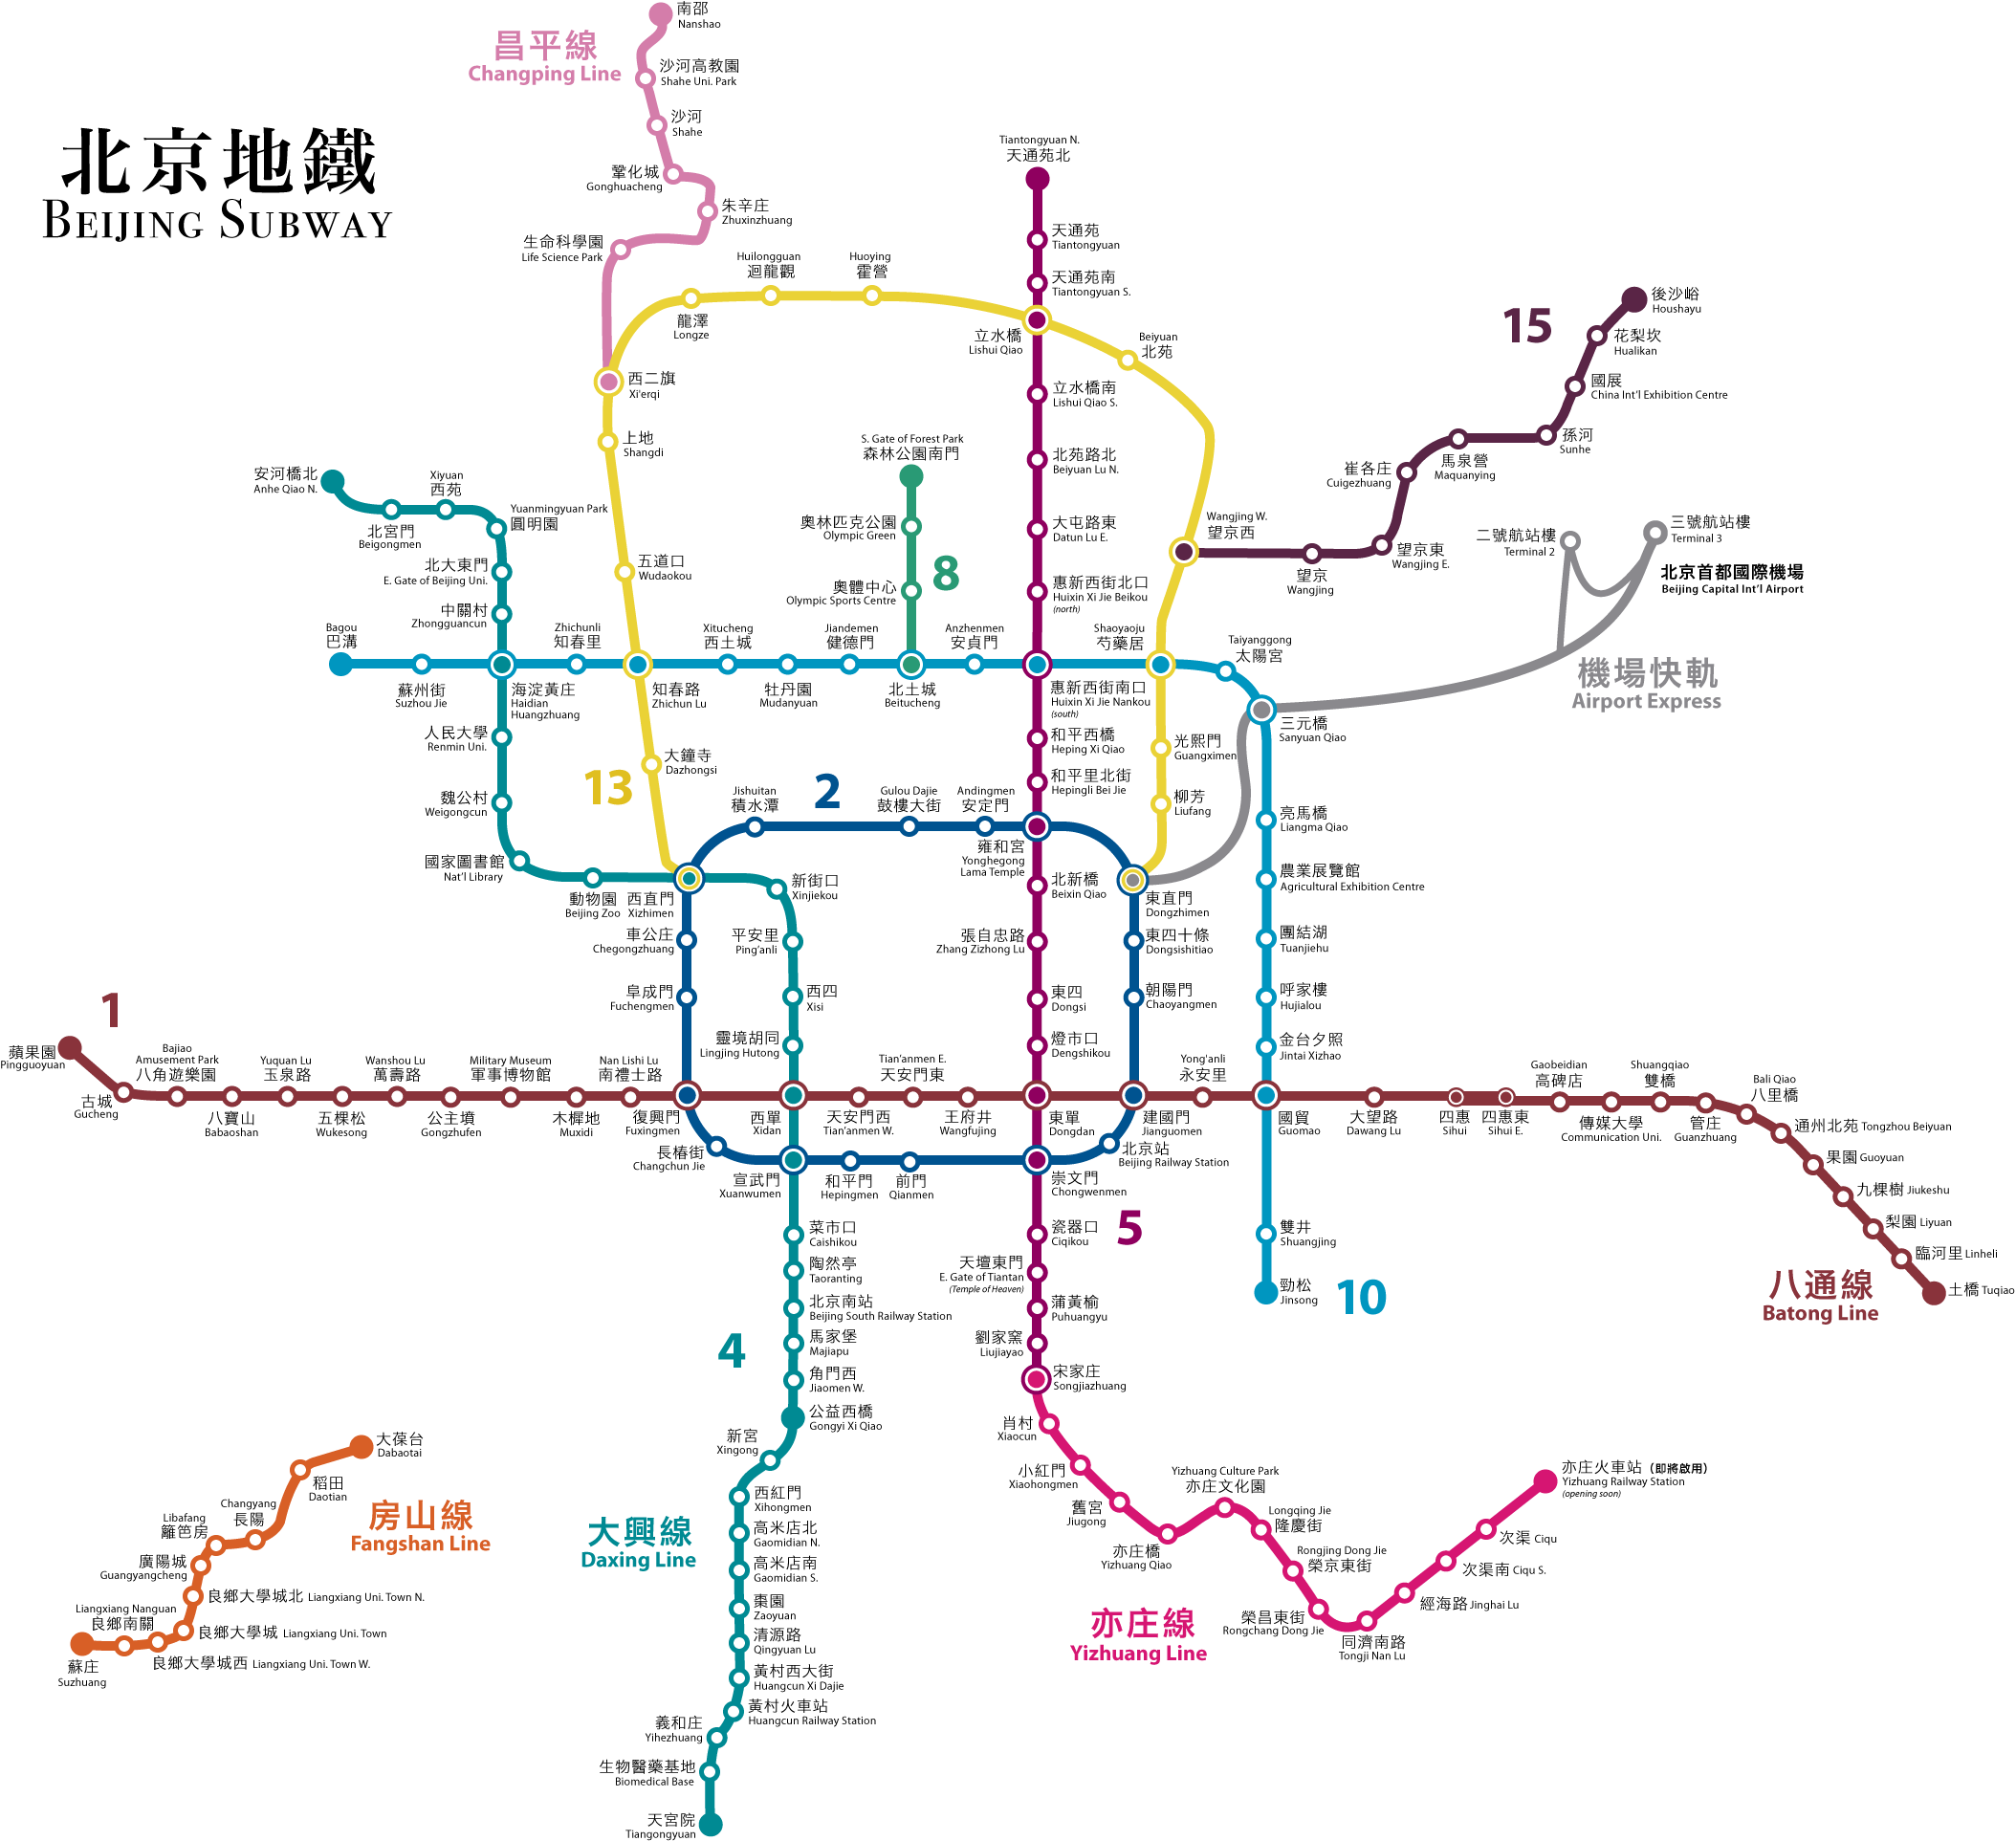 北京地鐵
BEIJING SUBWAY
昌平線
Changping Line
南邵
Nanshao
沙河高教園
Shahe Uni. Park
沙河
Shahe
鞏化城
Gonghuacheng
朱辛庄
Zhuxinzhuang
生命科學園
Life Science Park
Huilongguan
迴龍觀
Huoying
霍營
龍澤
Longze
西二旗
Xi'erqi
上地
Shangdi
五道口
Wudaokou
Tiantongyuan N.
天通苑北
天通苑
Tiantongyuan
天通苑南
Tiantongyuan S.
立水橋
Lishui Qiao
Beiyuan
北苑
立水橋南
Lishui Qiao S.
北苑路北
Beiyuan Lu N.
大屯路東
Datun Lu E.
惠新西街北口
Huixin Xi Jie Beikou
(north)
S. Gate of Forest Park
森林公園南門
奧林匹克公園
Olympic Green
奧體中心
Olympic Sports Centre
8
15
後沙峪
Houshayu
花梨坎
Hualikan
國展
China Int'l Exhibition Centre
孫河
Sunhe
馬泉營
Maquanying
崔各庄
Cuigezhuang
望京東
Wangjing E.
望京
Wangjing
Wangjing W.
望京西
二號航站樓
Terminal 2
三號航站樓
Terminal 3
北京首都國際機場
Beijing Capital Int'l Airport
機場快軌
Airport Express
安河橋北
Anhe Qiao N.
北宮門
Beigongmen
Xiyuan
西苑
Yuanmingyuan Park
圓明園
北大東門
E. Gate of Beijing Uni.
中關村
Zhongguancun
Bagou
巴溝
蘇州街
Suzhou Jie
海淀黃庄
Haidian
Huangzhuang
Zhichunli
知春里
知春路
Zhichun Lu
Xitucheng
西土城
牡丹園
Mudanyuan
Jiandemen
健德門
北土城
Beitucheng
Anzhenmen
安貞門
惠新西街南口
Huixin Xi Jie Nankou
(south)
Shaoyaoju
芍藥居
Taiyanggong
太陽宮
三元橋
Sanyuan Qiao
人民大學
Renmin Uni.
魏公村
Weigongcun
國家圖書館
Nat'l Library
動物園
Beijing Zoo
西直門
Xizhimen
大鐘寺
Dazhongsi
13
2
Jishuitan
積水潭
Gulou Dajie
鼓樓大街
Andingmen
安定門
雍和宮
Yonghegong
Lama Temple
和平西橋
Heping Xi Qiao
和平里北街
Hepingli Bei Jie
光熙門
Guangximen
柳芳
Liufang
東直門
Dongzhimen
亮馬橋
Liangma Qiao
農業展覽館
Agricultural Exhibition Centre
團結湖
Tuanjiehu
呼家樓
Hujialou
金台夕照
Jintai Xizhao
新街口
Xinjiekou
平安里
Ping'anli
西四
Xisi
靈境胡同
Lingjing Hutong
車公庄
Chegongzhuang
阜成門
Fuchengmen
北新橋
Beixin Qiao
張自忠路
Zhang Zizhong Lu
東四
Dongsi
燈市口
Dengshikou
東四十條
Dongsishitiao
朝陽門
Chaoyangmen
1
蘋果園
Pingguoyuan
古城
Gucheng
Bajiao
Amusement Park
八角遊樂園
八寶山
Babaoshan
Yuquan Lu
玉泉路
五棵松
Wukesong
Wanshou Lu
萬壽路
公主墳
Gongzhufen
Military Museum
軍事博物館
木樨地
Muxidi
Nan Lishi Lu
南禮士路
復興門
Fuxingmen
西單
Xidan
天安門西
Tian'anmen W.
Tian'anmen E.
天安門東
王府井
Wangfujing
東單
Dongdan
建國門
Jianguomen
Yong'anli
永安里
國貿
Guomao
大望路
Dawang Lu
四惠
Sihui
四惠東
Sihui E.
Gaobeidian
高碑店
傳媒大學
Communication Uni.
Shuangqiao
雙橋
管庄
Guanzhuang
Bali Qiao
八里橋
通州北苑 Tongzhou Beiyuan
果園 Guoyuan
九棵樹 Jiukeshu
梨園 Liyuan
臨河里 Linheli
土橋 Tuqiao
八通線
Batong Line
長椿街
Changchun Jie
宣武門
Xuanwumen
和平門
Hepingmen
前門
Qianmen
崇文門
Chongwenmen
北京站
Beijing Railway Station
菜市口
Caishikou
陶然亭
Taoranting
北京南站
Beijing South Railway Station
馬家堡
Majiapu
角門西
Jiaomen W.
公益西橋
Gongyi Xi Qiao
4
5
瓷器口
Ciqikou
天壇東門
E. Gate of Tiantan
(Temple of Heaven)
蒲黃榆
Puhuangyu
劉家窯
Liujiayao
宋家庄
Songjiazhuang
雙井
Shuangjing
勁松
Jinsong
10
新宮
Xingong
西紅門
Xihongmen
高米店北
Gaomidian N.
高米店南
Gaomidian S.
棗園
Zaoyuan
清源路
Qingyuan Lu
黃村西大街
Huangcun Xi Dajie
黃村火車站
Huangcun Railway Station
義和庄
Yihezhuang
生物醫藥基地
Biomedical Base
天宮院
Tiangongyuan
大興線
Daxing Line
肖村
Xiaocun
小紅門
Xiaohongmen
舊宮
Jiugong
亦庄橋
Yizhuang Qiao
Yizhuang Culture Park
亦庄文化園
Longqing Jie
隆慶街
Rongjing Dong Jie
榮京東街
榮昌東街
Rongchang Dong Jie
同濟南路
Tongji Nan Lu
經海路 Jinghai Lu
次渠南 Ciqu S.
次渠 Ciqu
亦庄火車站（即將啟用）
Yizhuang Railway Station
(opening soon)
亦庄線
Yizhuang Line
大葆台
Dabaotai
稻田
Daotian
Changyang
長陽
Libafang
籬笆房
廣陽城
Guangyangcheng
良鄉大學城北 Liangxiang Uni. Town N.
良鄉大學城 Liangxiang Uni. Town
良鄉大學城西 Liangxiang Uni. Town W.
Liangxiang Nanguan
良鄉南關
蘇庄
Suzhuang
房山線
Fangshan Line